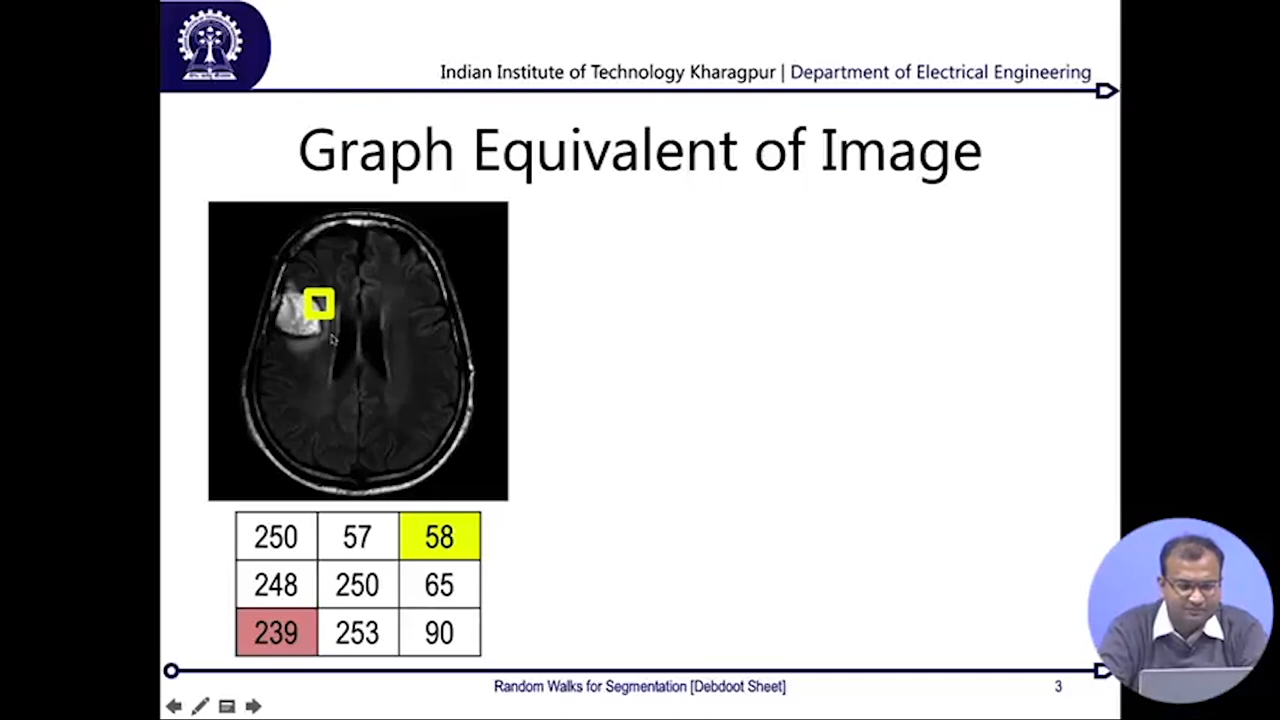 Indian Institute of Technology Kharagpur | Department of Electrical Engineering
Graph Equivalent of Image
250 57 58
248 250 65
239 253 90
Random Walks for Segmentation [Debdoot Sheet]
3